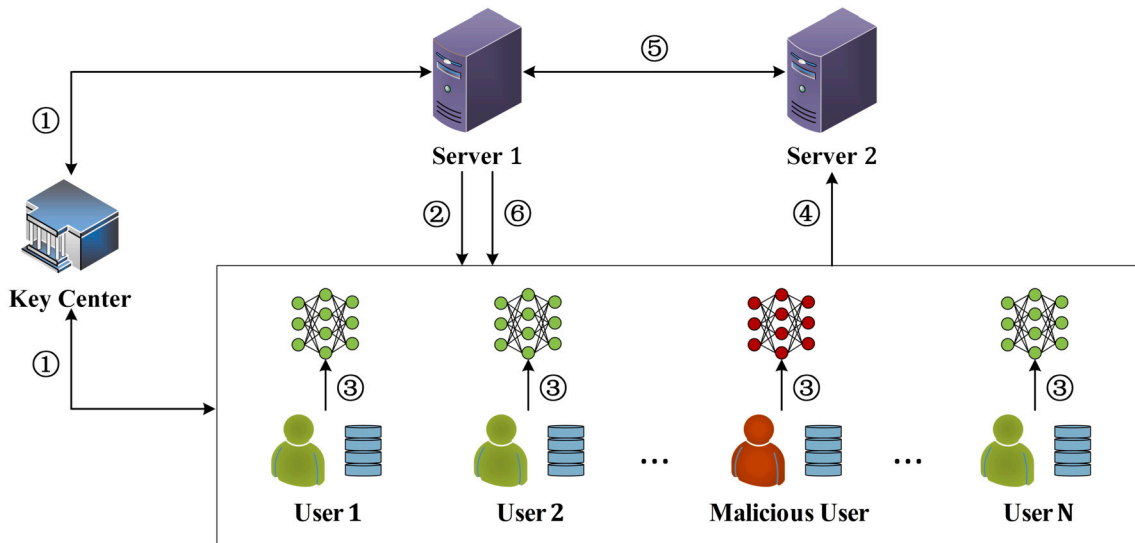 ⑤
①
Server 1
Server 2
② ⑥
④
Key Center
①
③ ③ ③ ③
... ...
User 1
User 2
Malicious User
User N